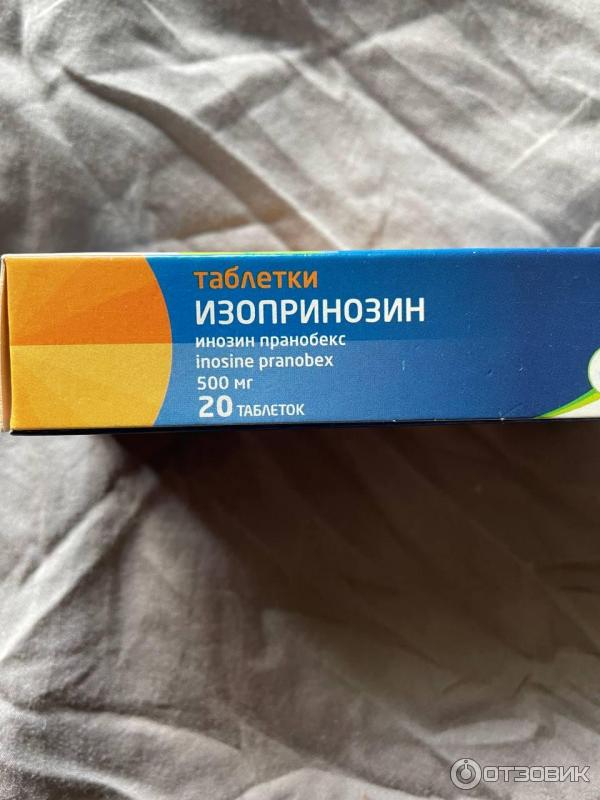 таблетки
ИЗОПРИНОЗИН
инозин пранобекс
inosine pranobex
500 мг
20 ТАБЛЕТОК
ОТЗОВИК